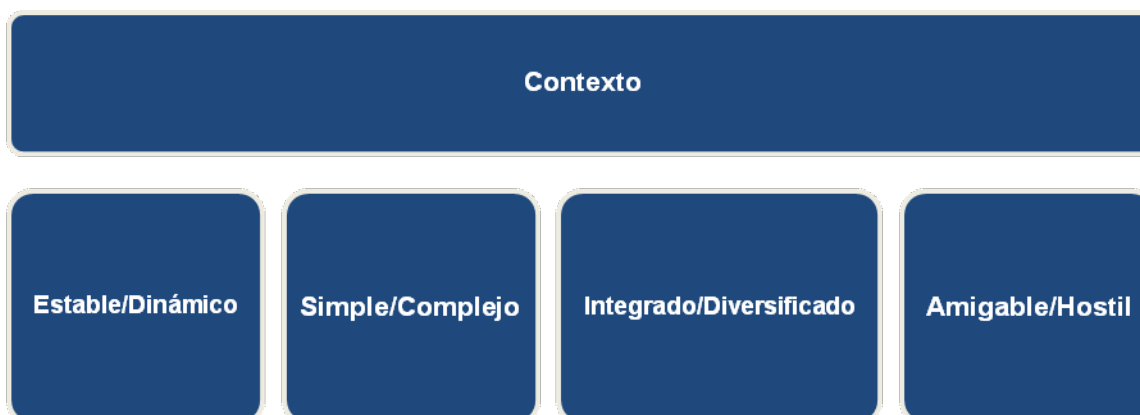 Contexto
Estable/Dinámico
Simple/Complejo
Integrado/Diversificado
Amigable/Hostil